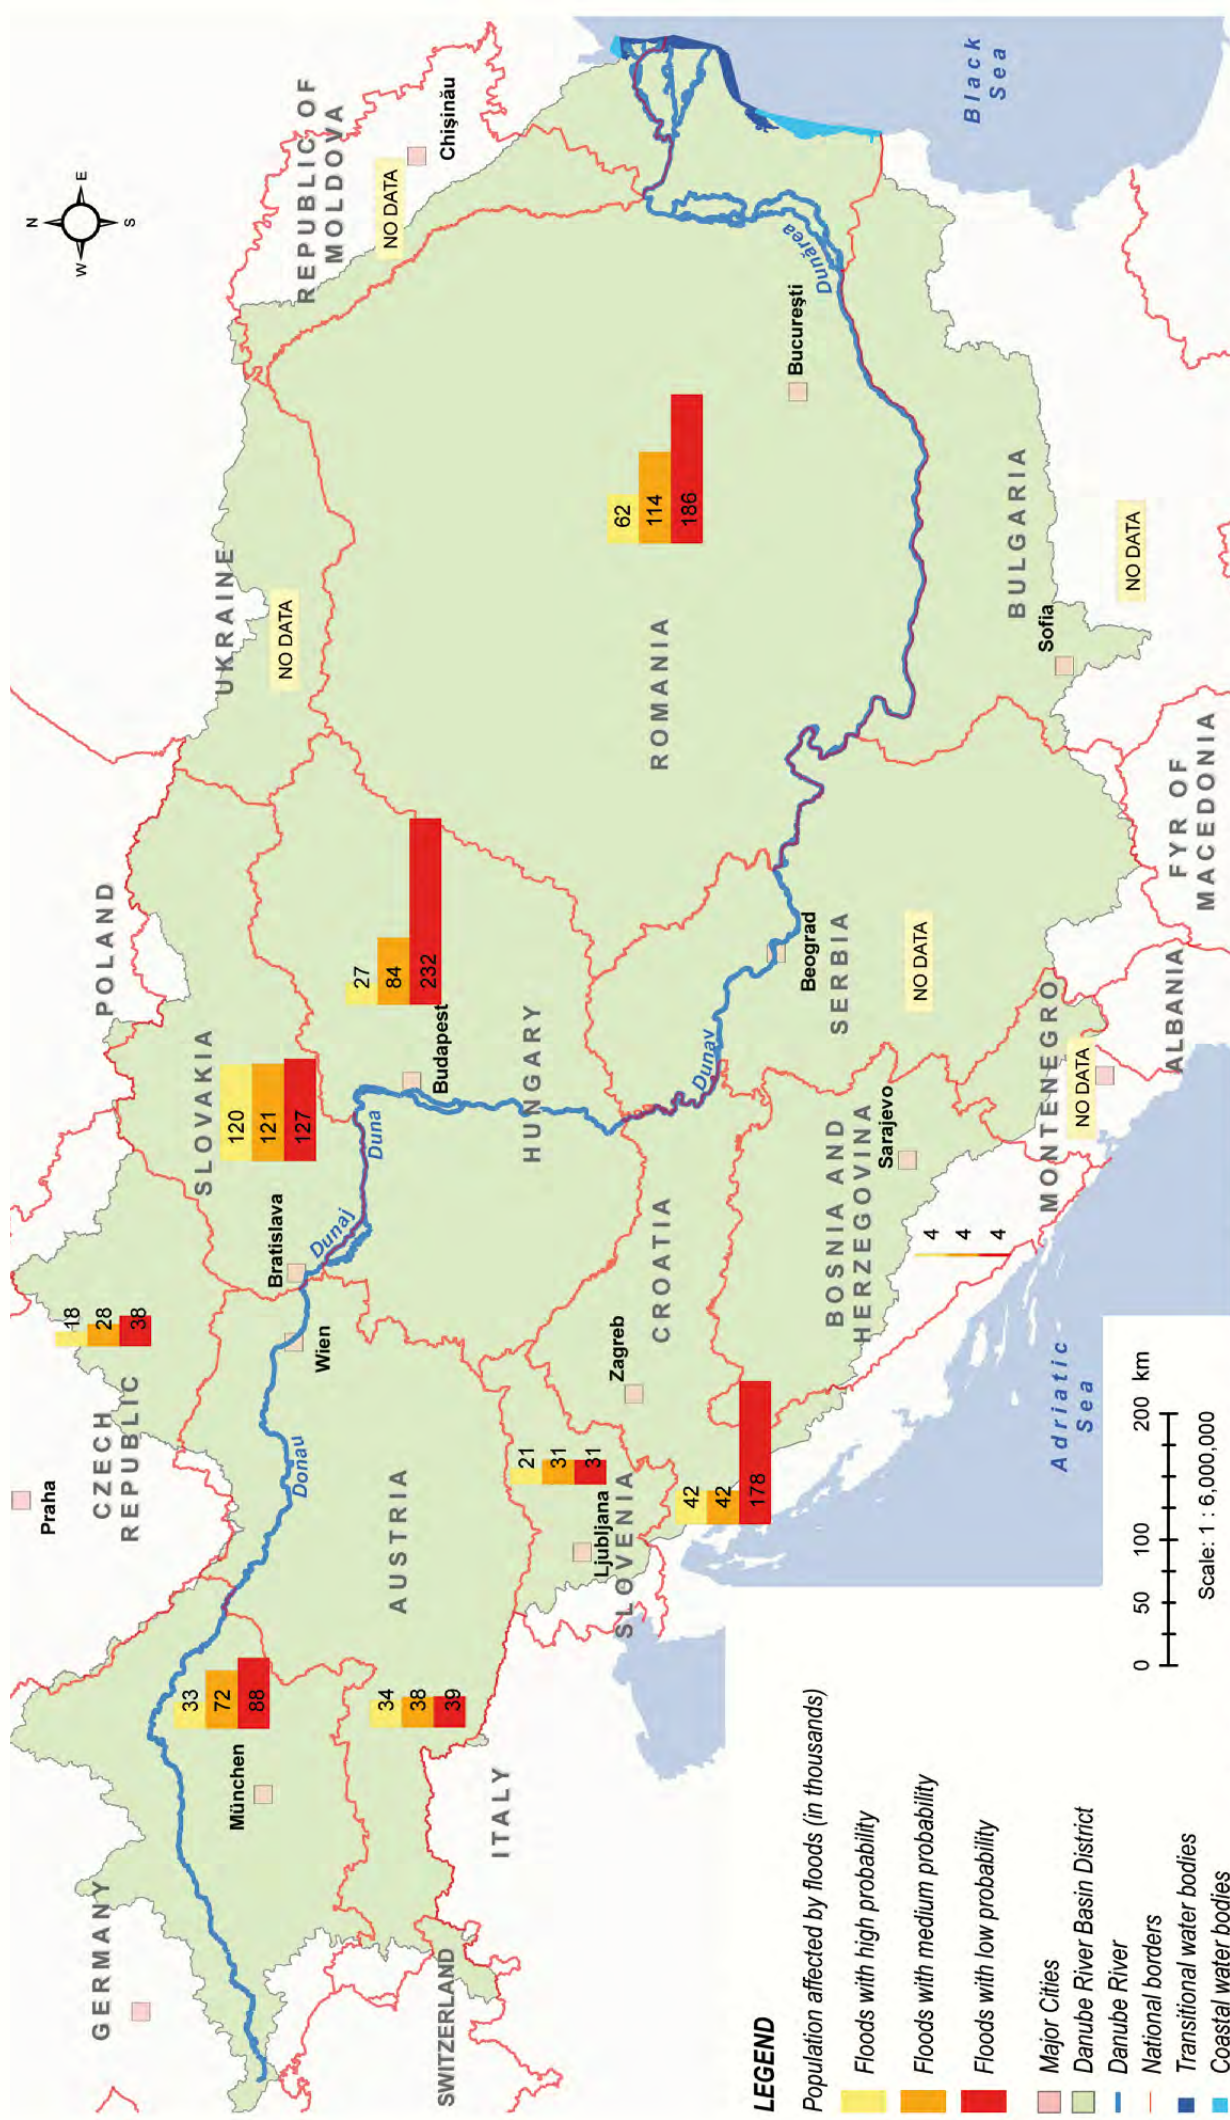 N
W
E
S
Praha
CZECH
REPUBLIC
18
28
38
POLAND
UKRAINE
NO DATA
REPUBLIC OF
MOLDOVA
NO DATA
Chişinău
GERMANY
München
33
72
88
Donau
Wien
Bratislava
Dunaj
SLOVAKIA
120
121
127
Duna
Budapest
27
84
232
HUNGARY
SWITZERLAND
34
38
39
AUSTRIA
ITALY
21
31
31
Ljubljana
SLOVENIA
Zagreb
CROATIA
42
42
178
ROMANIA
62
114
186
Bucureşti
Dunărea
Black
Sea
Dunav
Beograd
SERBIA
NO DATA
BOSNIA AND
HERZEGOVINA
Sarajevo
4
4
4
MONTENEGRO
NO DATA
ALBANIA
FYR OF
MACEDONIA
BULGARIA
Sofia
NO DATA
Adriatic
Sea
LEGEND
Population affected by floods (in thousands)
Floods with high probability
Floods with medium probability
Floods with low probability
Major Cities
Danube River Basin District
Danube River
National borders
Transitional water bodies
Coastal water bodies
0 50 100 200 km
Scale: 1 : 6,000,000